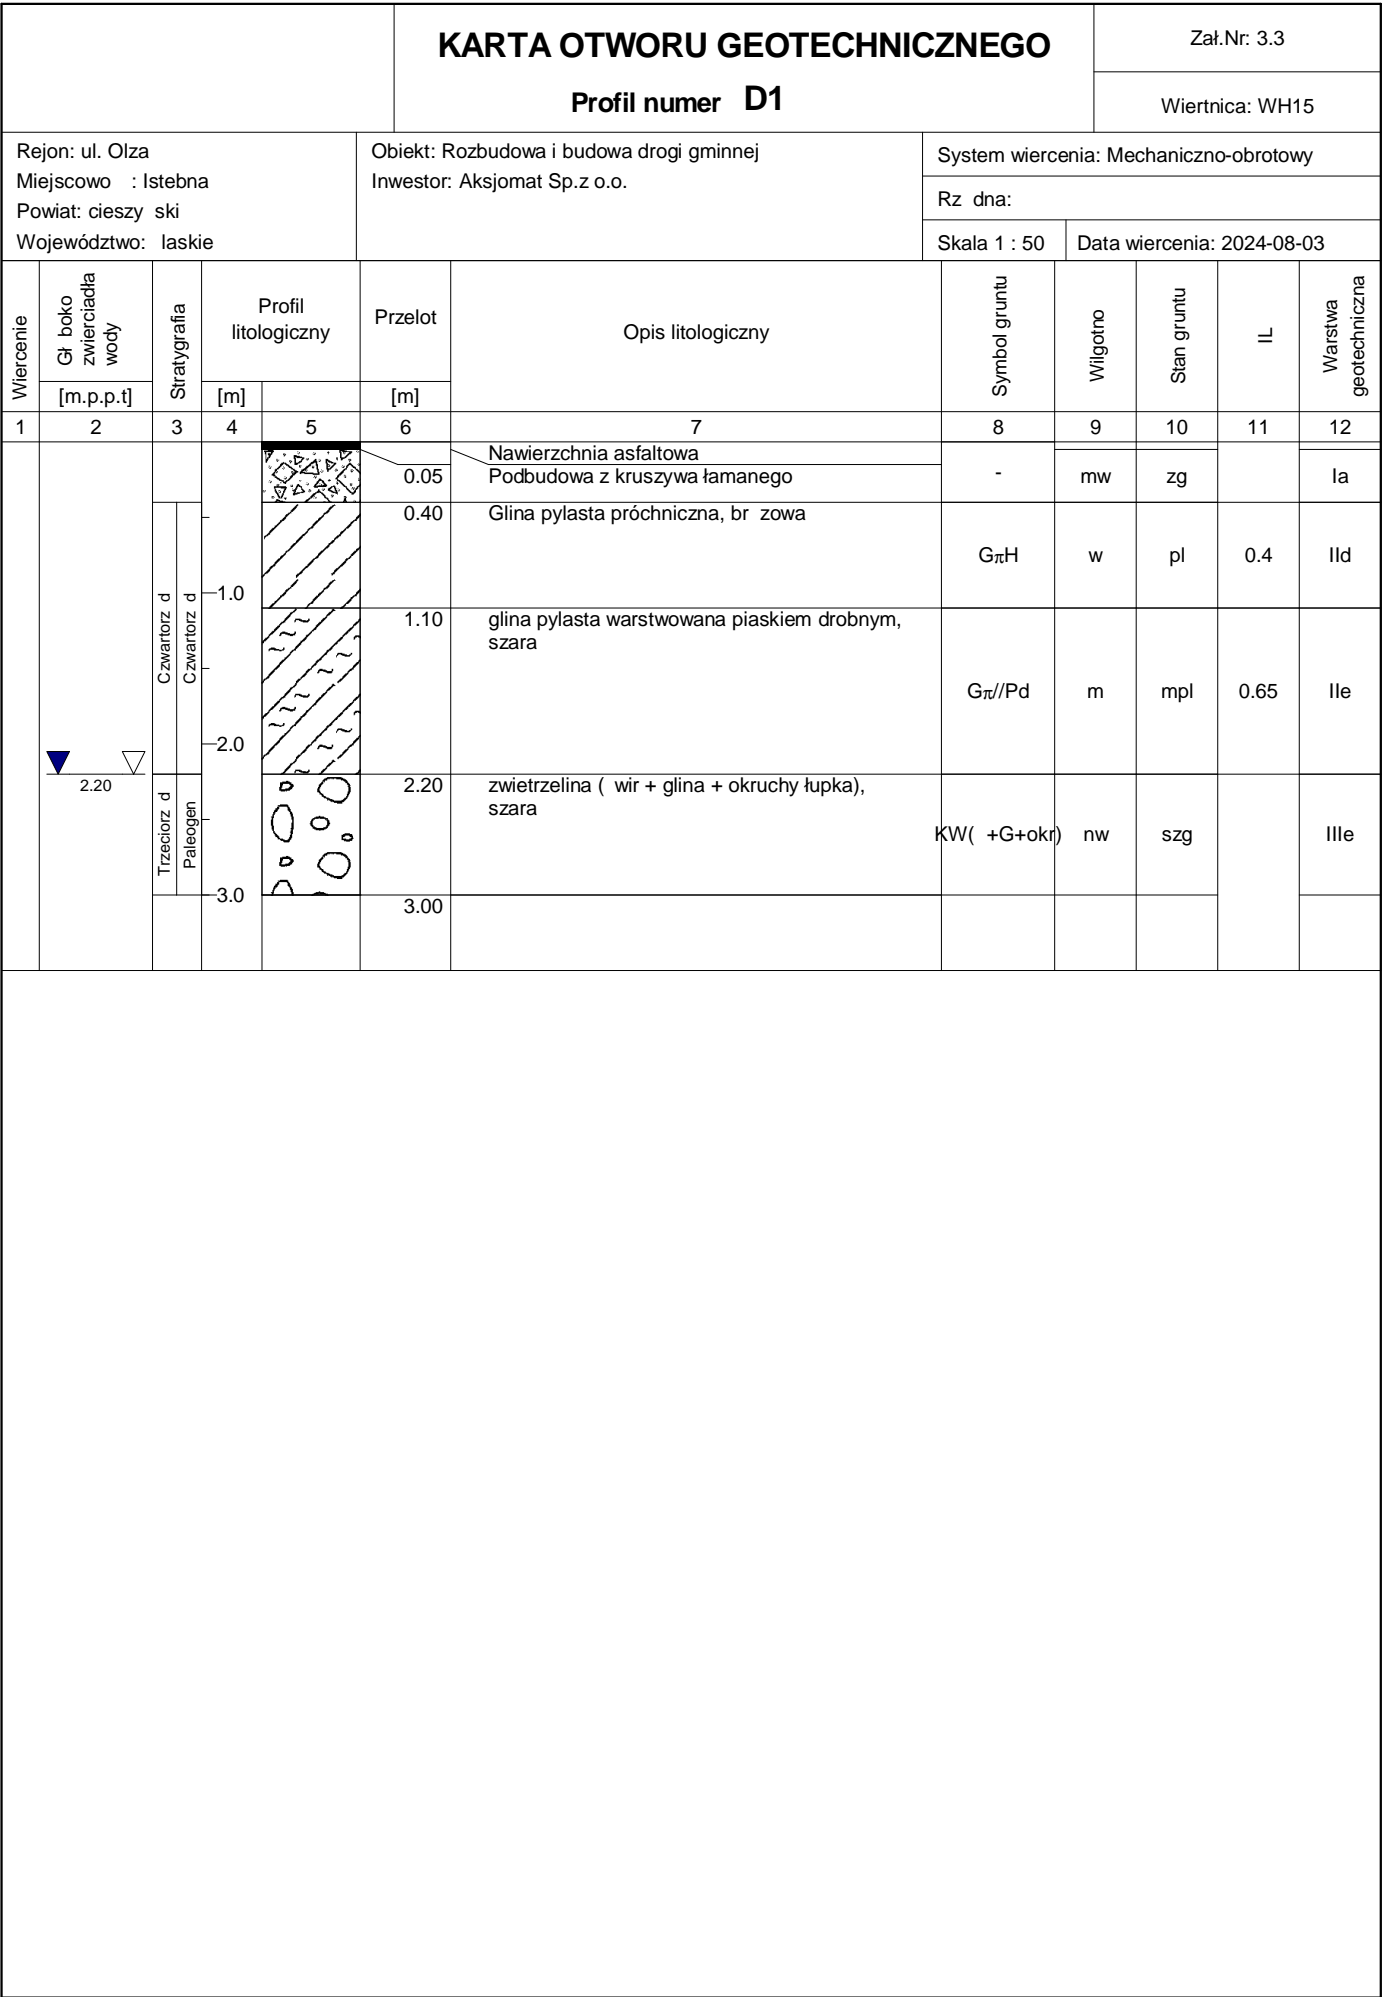 KARTA OTWORU GEOTECHNICZNEGO
Profil numer D1
Zał.Nr: 3.3
Wiertnica: WH15
Rejon: ul. Olza
Miejscowo : Istebna
Powiat: cieszy ski
Województwo: laskie
Obiekt: Rozbudowa i budowa drogi gminnej
Inwestor: Aksjomat Sp.z o.o.
System wiercenia: Mechaniczno-obrotowy
Rz dna:
Skala 1 : 50
Data wiercenia: 2024-08-03
Wiercenie
Gł boko
zwierciadła
wody
[m.p.p.t]
Stratygrafia
Profil
litologiczny
[m]
Przelot
[m]
Opis litologiczny
Symbol gruntu
Wilgotno
Stan gruntu
IL
Warstwa
geotechniczna
1 2 3 4 5 6 7 8 9 10 11 12
Nawierzchnia asfaltowa
0.05 Podbudowa z kruszywa łamanego - mw zg Ia
0.40 Glina pylasta próchniczna, br zowa
GπH w pl 0.4 IId
1.0
Czwartorz d
Czwartorz d
1.10 glina pylasta warstwowana piaskiem drobnym,
szara
Gπ//Pd m mpl 0.65 IIe
2.0
2.20
2.20 zwietrzelina ( wir + glina + okruchy łupka),
szara
Trzeciorz d
Paleogen
KW( +G+okr) nw szg IIIe
3.0
3.00